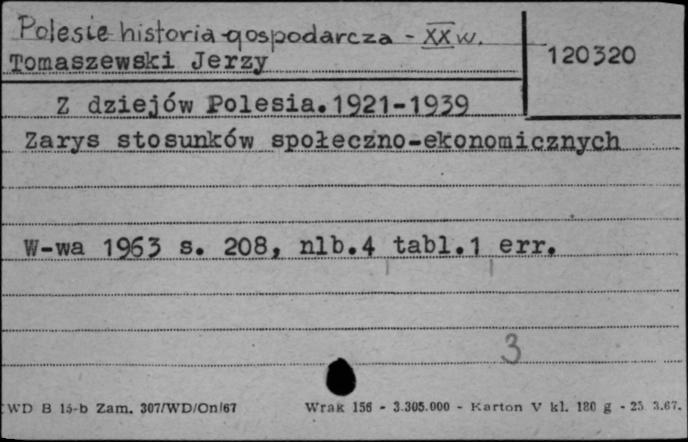 Polesie-historia gospodarcza - XX w.
Tomaszewski Jerzy
120320
Z dziejów Polesia.1921-1939
Zarys stosunków społeczno-ekonomicznych
W-wa 1963 s. 208, nlb.4 tabl.1 err.
3
WD B 15-b Zam. 307/WD/On/67 Wrak 156 - 3.305.000 - Karton V kl. 180 g - 25 3.67.